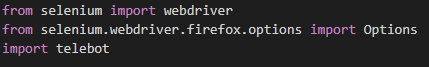 from selenium import webdriver
from selenium.webdriver.firefox.options import Options
import telebot